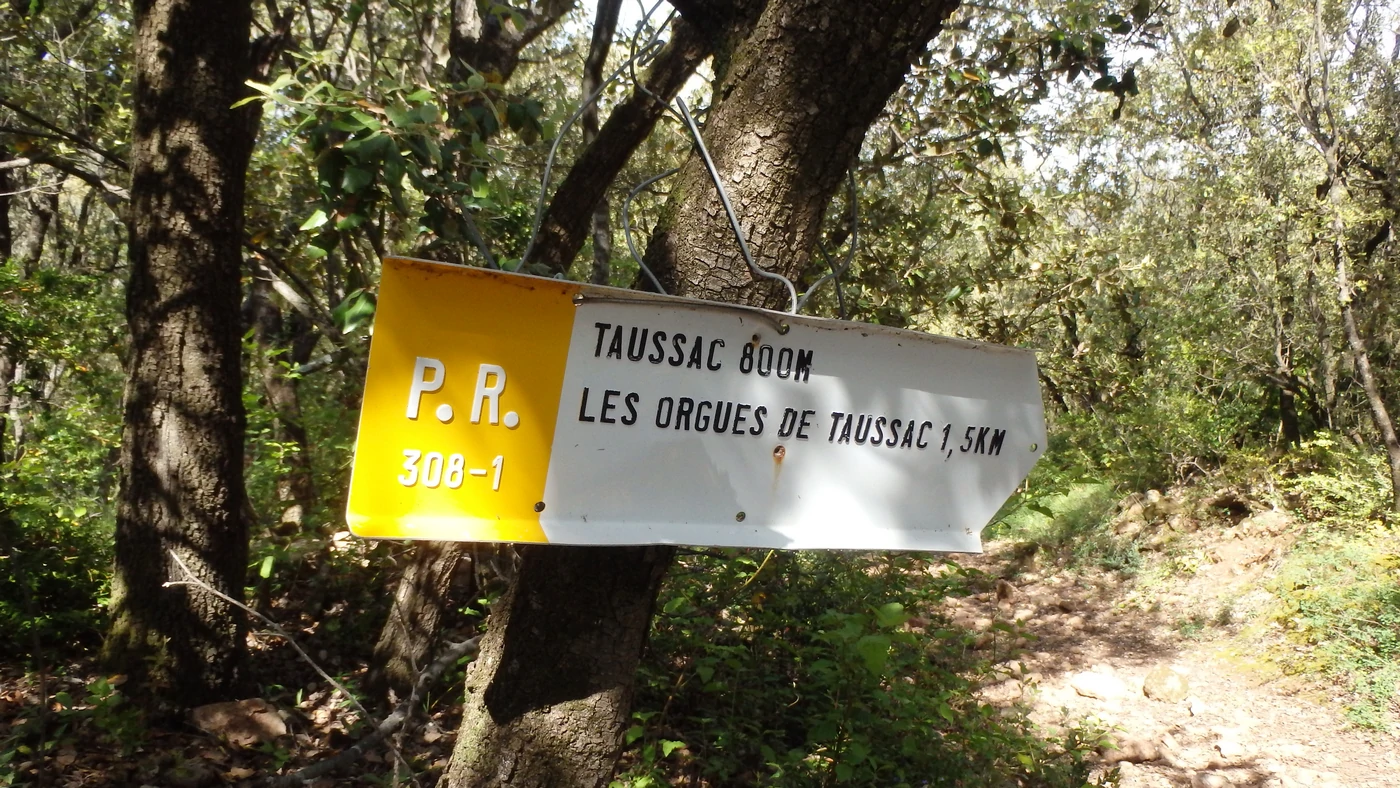 P. R.
308-1
TAUSSAC 800M
LES ORGUES DE TAUSSAC 1,5KM